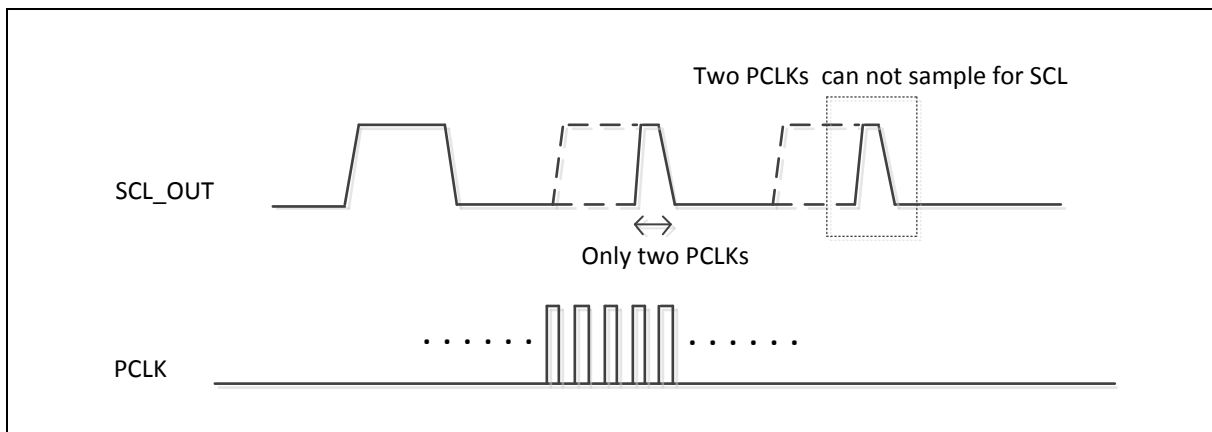 Two PCLKs can not sample for SCL
SCL_OUT
Only two PCLKs
. . . . . . . . . . . .
PCLK